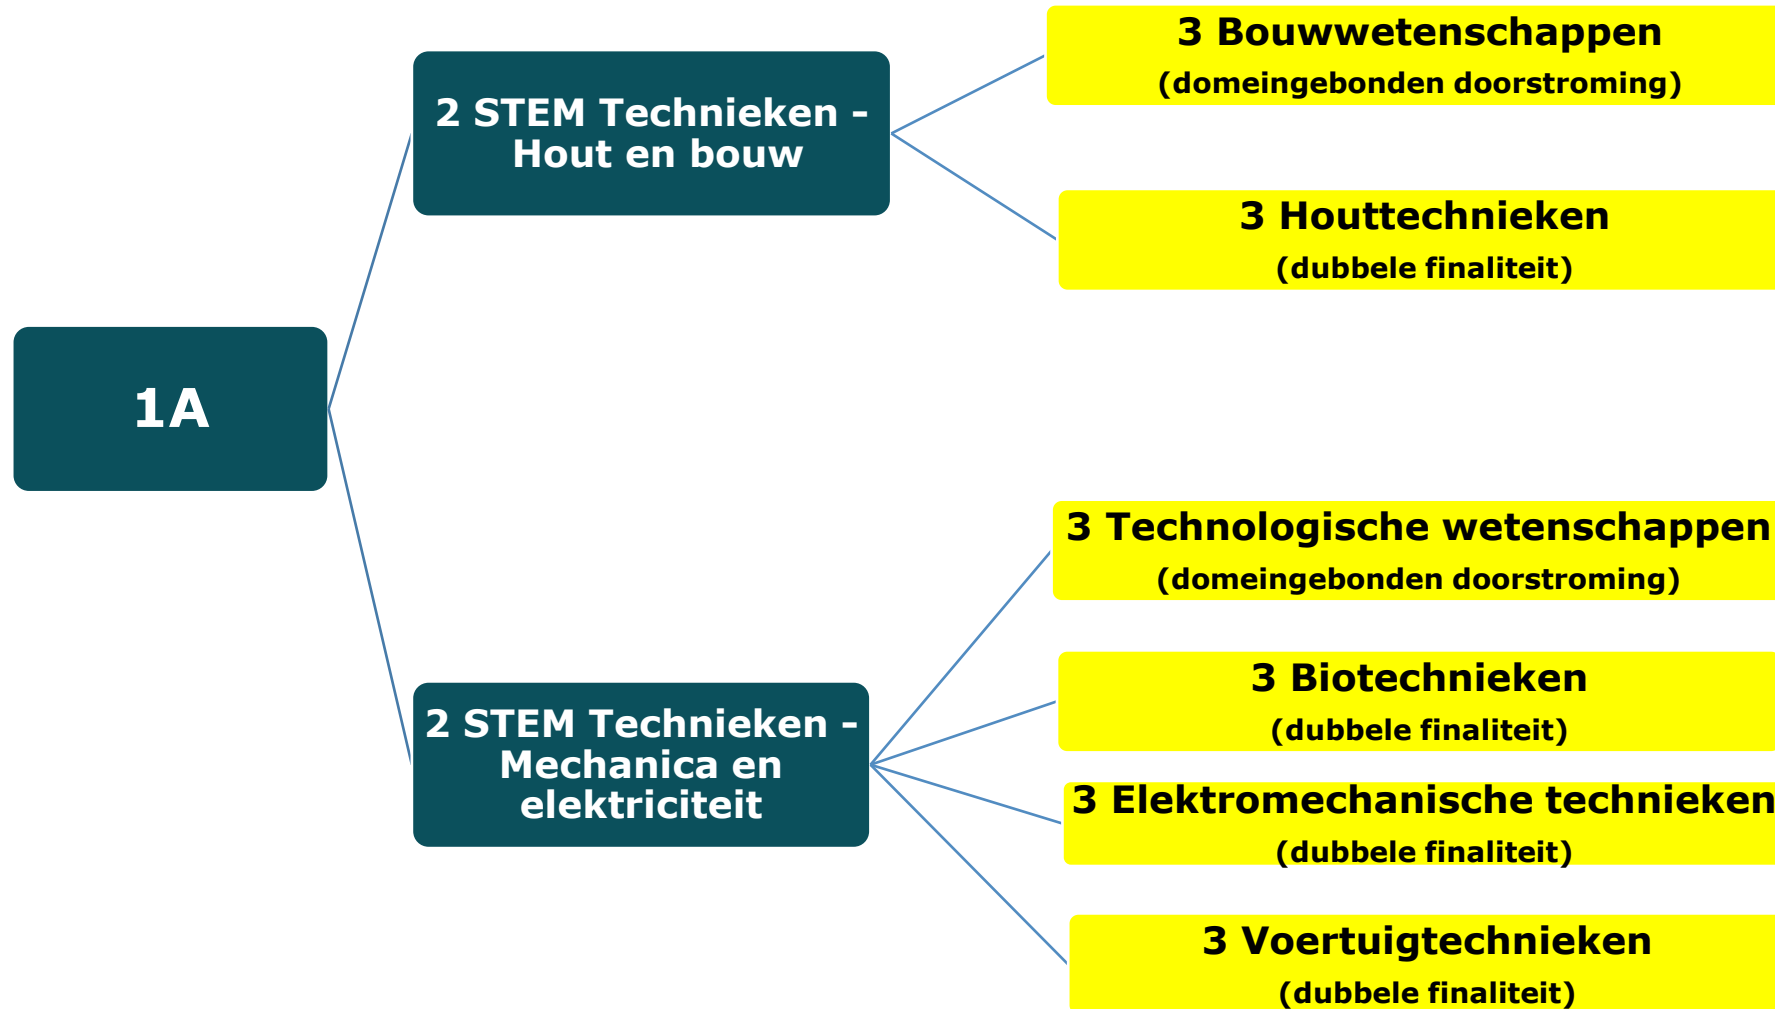 1A
2 STEM Technieken -
Hout en bouw
3 Bouwwetenschappen
(domeingebonden doorstroming)
3 Houttechnieken
(dubbele finaliteit)
2 STEM Technieken -
Mechanica en
elektriciteit
3 Technologische wetenschappen
(domeingebonden doorstroming)
3 Biotechnieken
(dubbele finaliteit)
3 Elektromechanische technieken
(dubbele finaliteit)
3 Voertuigtechnieken
(dubbele finaliteit)